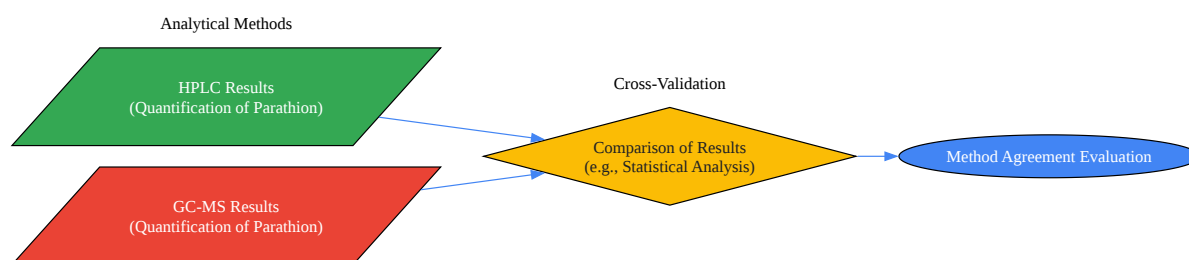 Analytical Methods
HPLC Results
(Quantification of Parathion)
GC-MS Results
(Quantification of Parathion)
Cross-Validation
Comparison of Results
(e.g., Statistical Analysis)
Method Agreement Evaluation